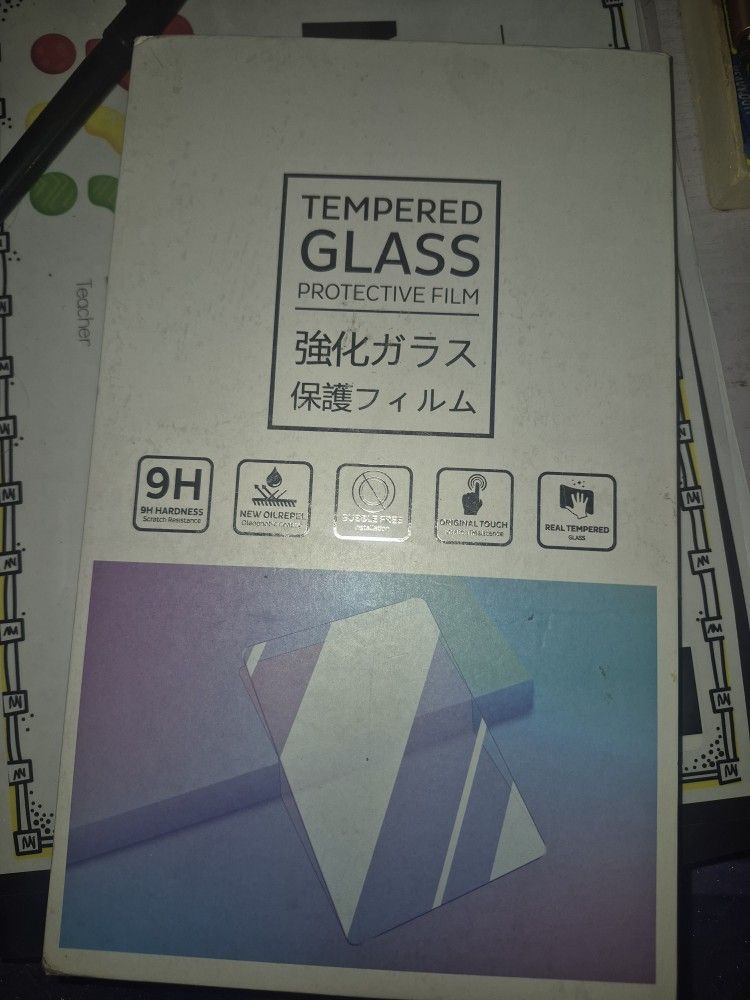 TEMPERED
GLASS
PROTECTIVE FILM
強化ガラス
保護フィルム
9H
9H HARDNESS
Scratch Resistance
NEW OILREPEL
BUBBLE FREE
Installation
ORIGINAL TOUCH
REAL TEMPERED
GLASS
Teacher